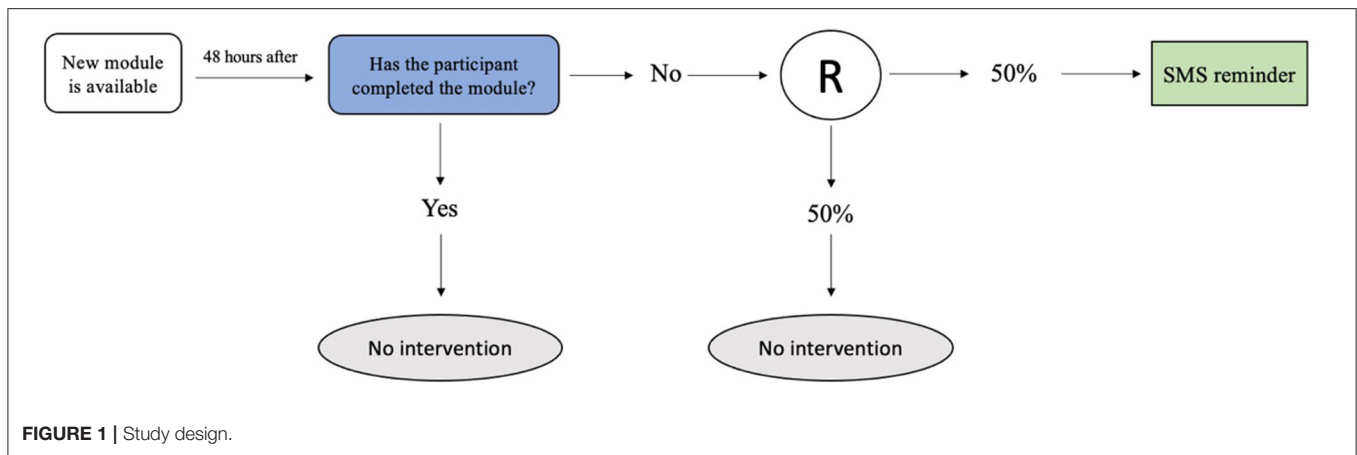 New module
is available
48 hours after
Has the participant
completed the module?
No
R
50%
SMS reminder
Yes
50%
No intervention
No intervention
FIGURE 1 | Study design.